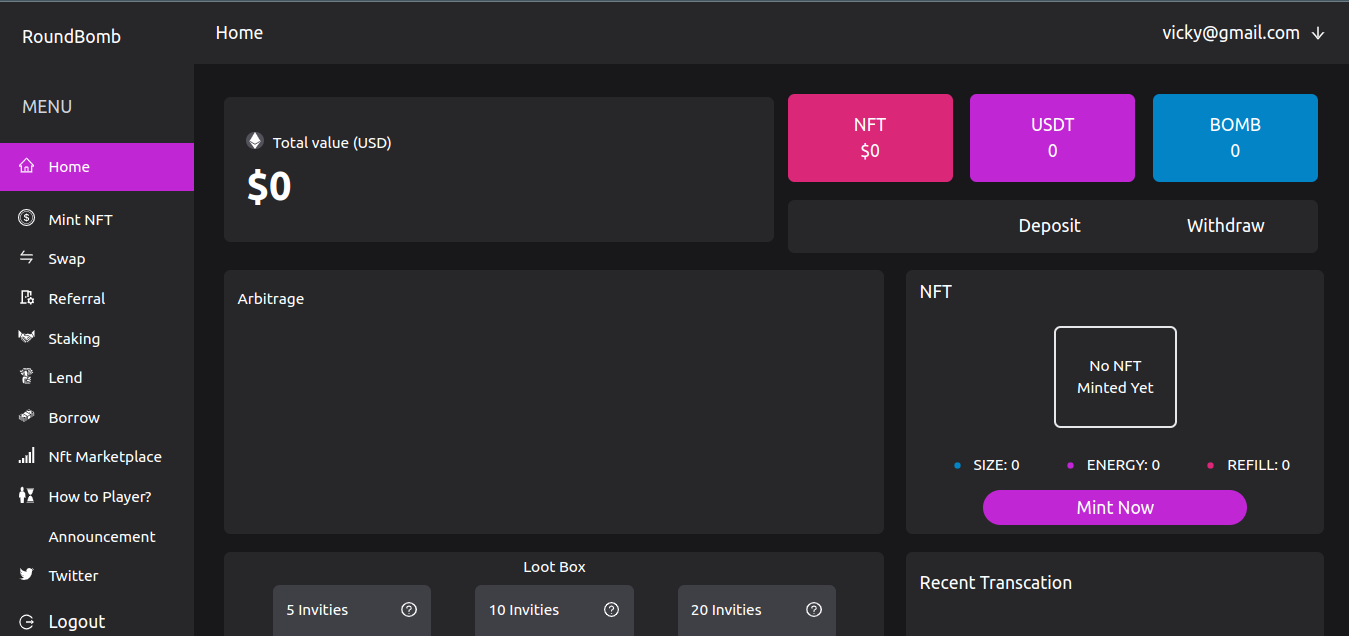 RoundBomb
Home
vicky@gmail.com
MENU
Home
Mint NFT
Swap
Referral
Staking
Lend
Borrow
Nft Marketplace
How to Player?
Announcement
Twitter
Logout
Total value (USD)
$0
NFT
$0
USDT
0
BOMB
0
Deposit
Withdraw
Arbitrage
NFT
No NFT
Minted Yet
SIZE: 0
ENERGY: 0
REFILL: 0
Mint Now
Loot Box
5 Invities
10 Invities
20 Invities
Recent Transcation